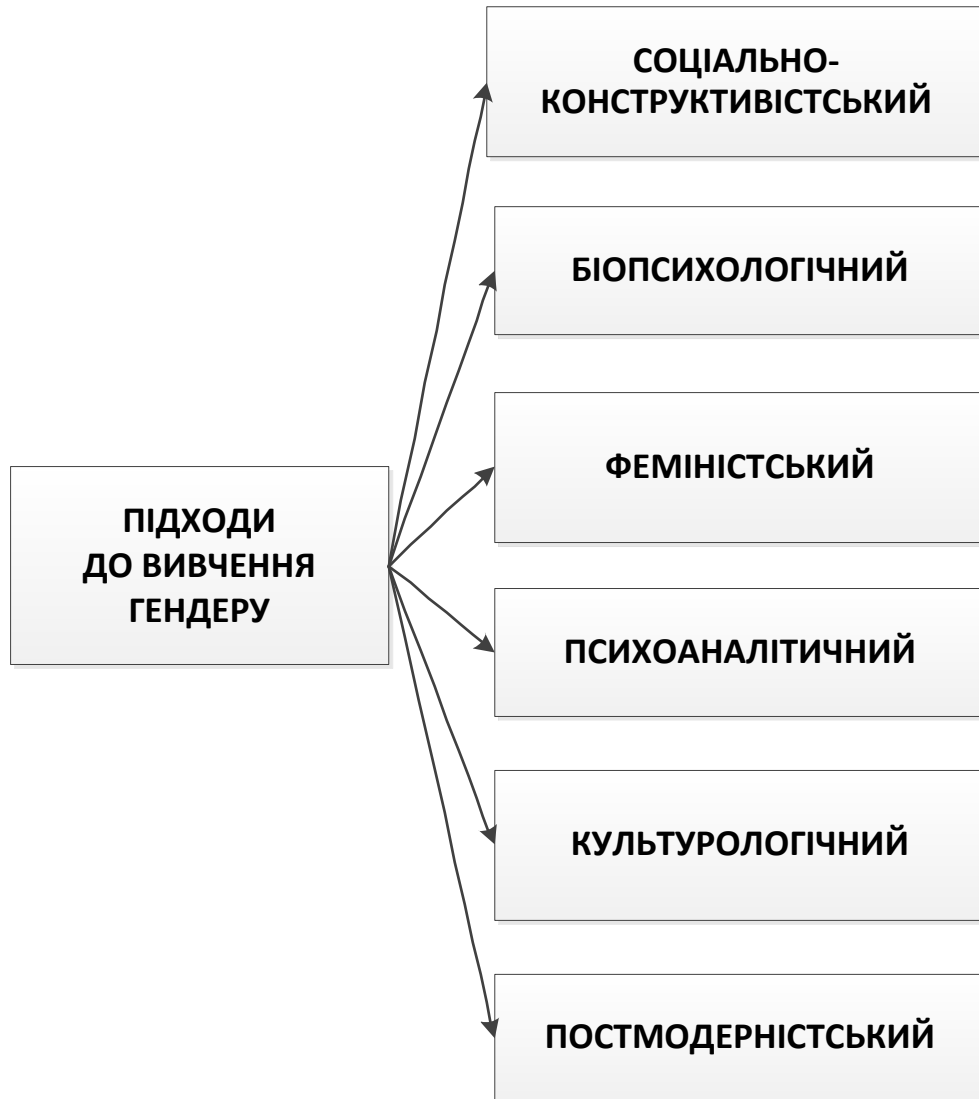 СОЦІАЛЬНО-
КОНСТРУКТИВІСТСЬКИЙ
БІОПСИХОЛОГІЧНИЙ
ФЕМІНІСТСЬКИЙ
ПІДХОДИ
ДО ВИВЧЕННЯ
ГЕНДЕРУ
ПСИХОАНАЛІТИЧНИЙ
КУЛЬТУРОЛОГІЧНИЙ
ПОСТМОДЕРНІСТСЬКИЙ